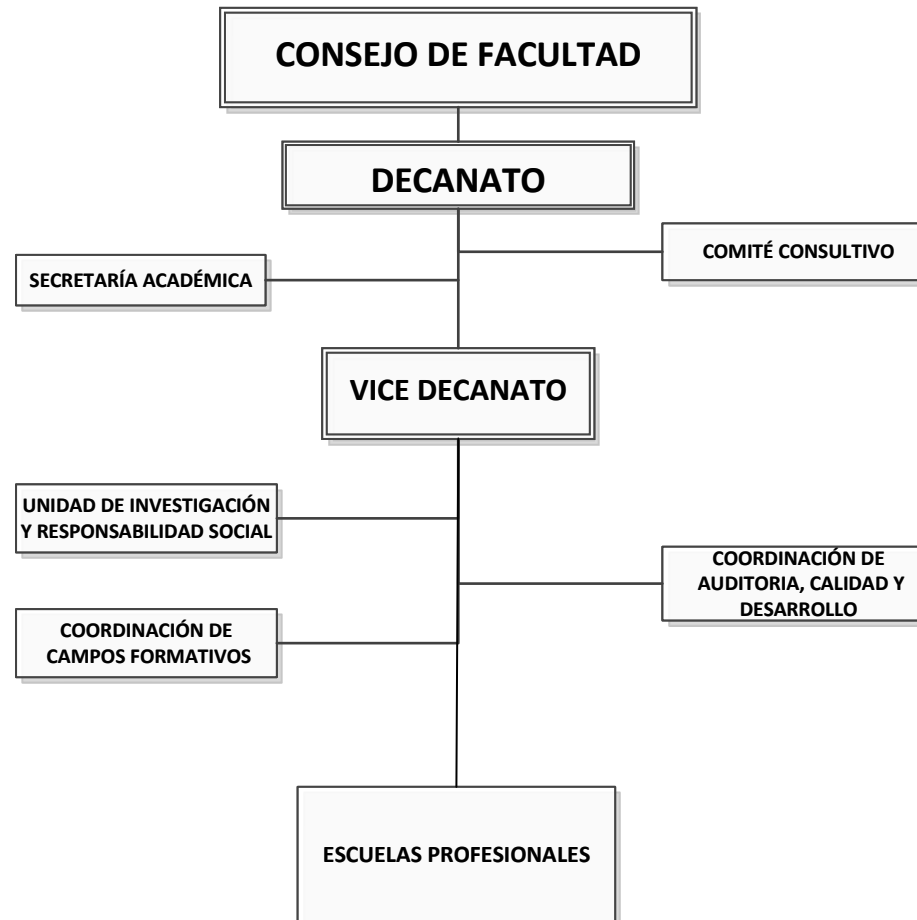 CONSEJO DE FACULTAD
DECANATO
COMITÉ CONSULTIVO
SECRETARÍA ACADÉMICA
VICE DECANATO
UNIDAD DE INVESTIGACIÓN
Y RESPONSABILIDAD SOCIAL
COORDINACIÓN DE
AUDITORIA, CALIDAD Y
DESARROLLO
COORDINACIÓN DE
CAMPOS FORMATIVOS
ESCUELAS PROFESIONALES